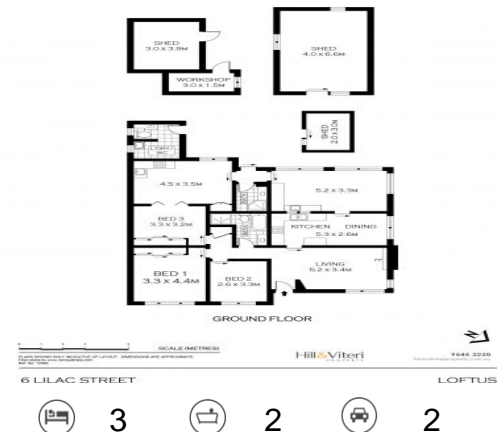 SHED
3.0 x 3.9M
WORKSHOP
3.0 x 1.5M
SHED
4.0 x 6.6M
SHED
2.0 x 3.0M
WC
4.5 x 3.5M
5.2 x 3.3M
BED 3
3.3 x 3.2M
KITCHEN DINING
5.3 x 2.6M
BED 1
3.3 x 4.4M
BED 2
2.6 x 3.3M
LIVING
5.2 x 3.4M
GROUND FLOOR
SCALE (METRES)
Hill&Viteri
PROPERTY
N
9545 2220
6 LILAC STREET
LOFTUS
3
2
2